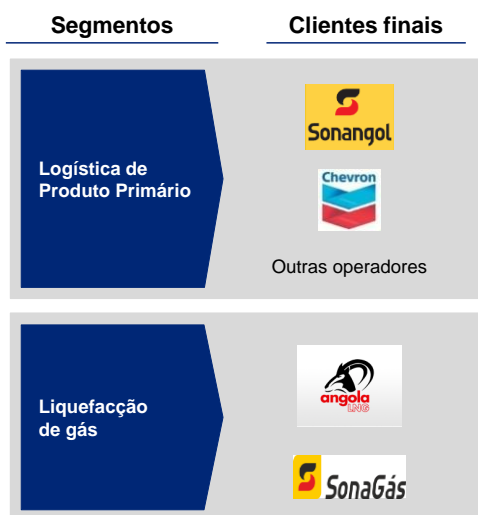 Segmentos Clientes finais
Sonangol
Logística de
Produto Primário
Chevron
Outras operadores
angola
LNG
Liquefacção
de gás
SonaGás